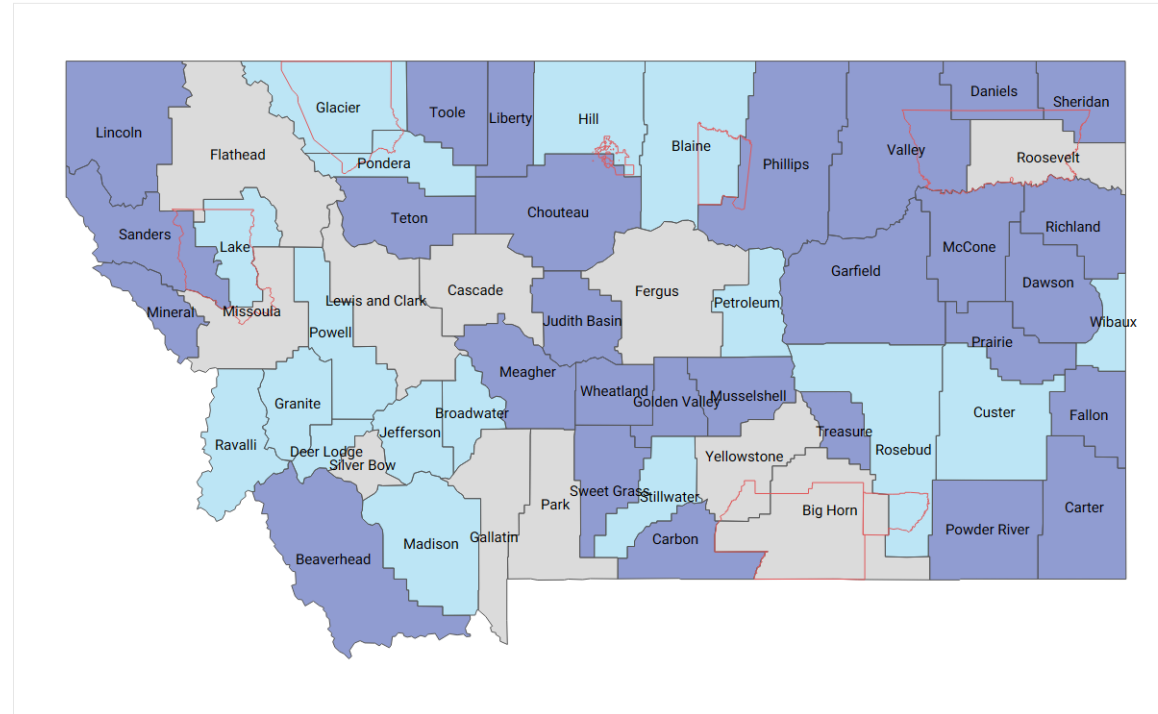 Daniels
Sheridan
Glacier
Toole
Liberty
Hill
Lincoln
Blaine
Valley
Flathead
Roosevelt
Pondera
Phillips
Chouteau
Teton
Richland
Sanders
Lake
McCone
Garfield
Dawson
Cascade
Fergus
Lewis and Clark
Petroleum
Mineral
Missoula
Judith Basin
Wibaux
Powell
Prairie
Meagher
Wheatland
Golden Valley
Musselshell
Granite
Broadwater
Custer
Fallon
Jefferson
Treasure
Ravalli
Deer Lodge
Rosebud
Yellowstone
Silver Bow
Sweet Grass
Stillwater
Park
Carter
Big Horn
Powder River
Gallatin
Carbon
Madison
Beaverhead